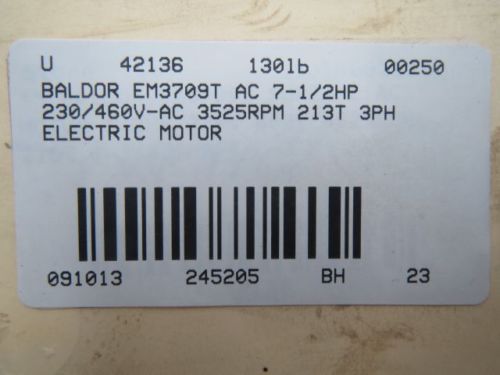 U 42136 130lb 00250
BALDOR EM3709T AC 7-1/2HP
230/460V-AC 3525RPM 213T 3PH
ELECTRIC MOTOR
091013 245205 BH 23